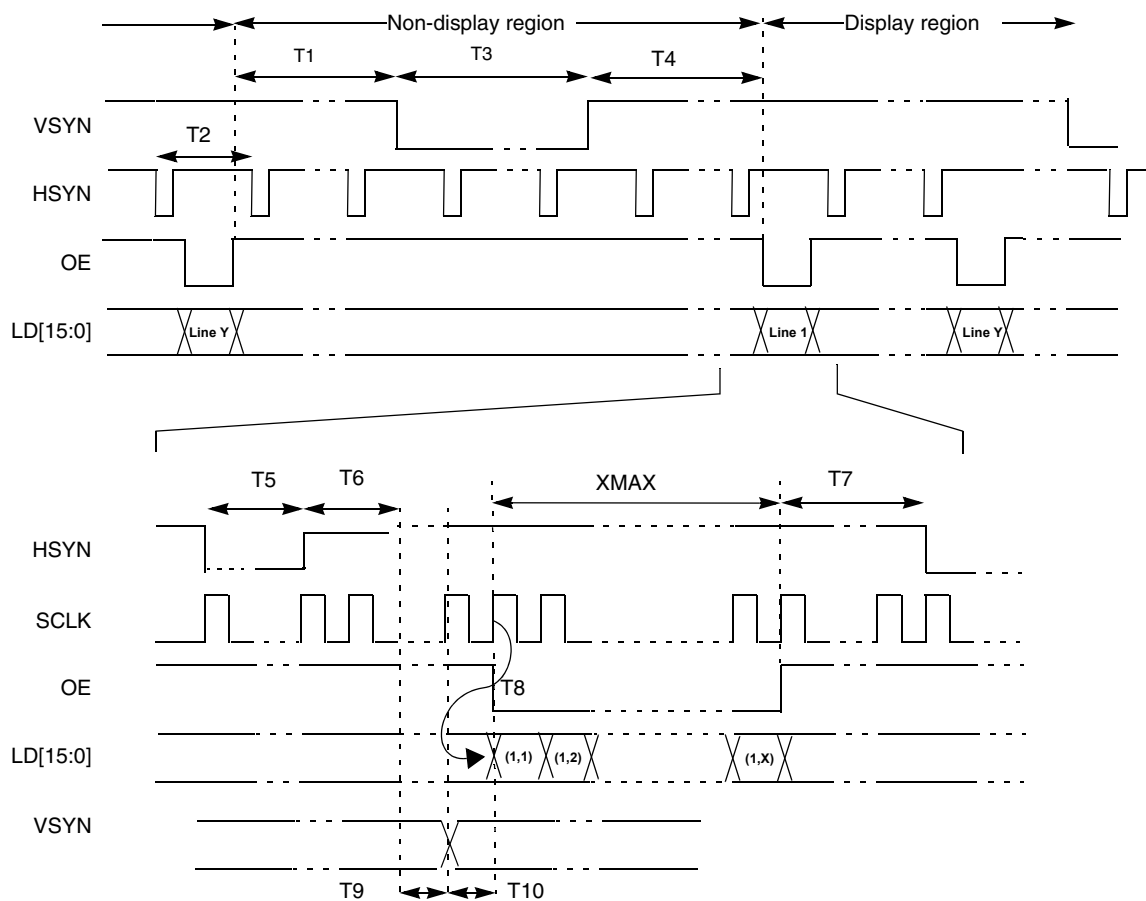 Non-display region Display region
T1 T3 T4
VSYN
T2
HSYN
OE
LD[15:0] Line Y Line 1 Line Y
T5 T6 XMAX T7
HSYN
SCLK
OE T8
LD[15:0] (1,1) (1,2) (1,X)
VSYN
T9 T10